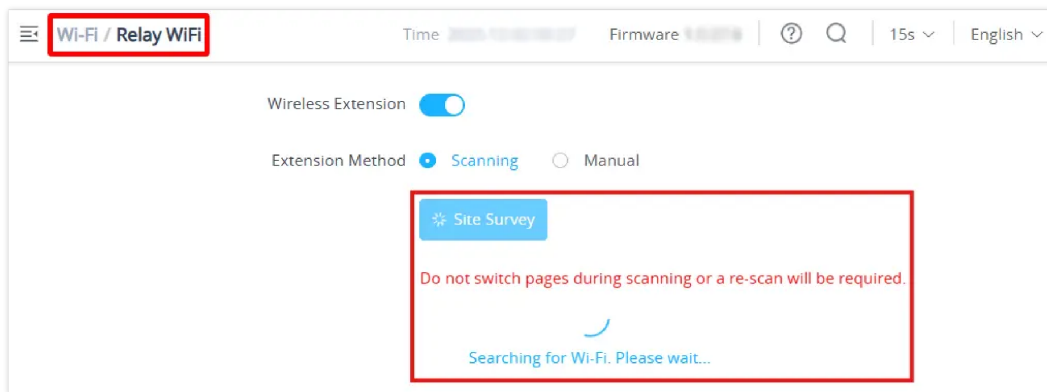 Wi-Fi / Relay WiFi Time Firmware 15s English
Wireless Extension
Extension Method Scanning Manual
Site Survey
Do not switch pages during scanning or a re-scan will be required.
Searching for Wi-Fi. Please wait...